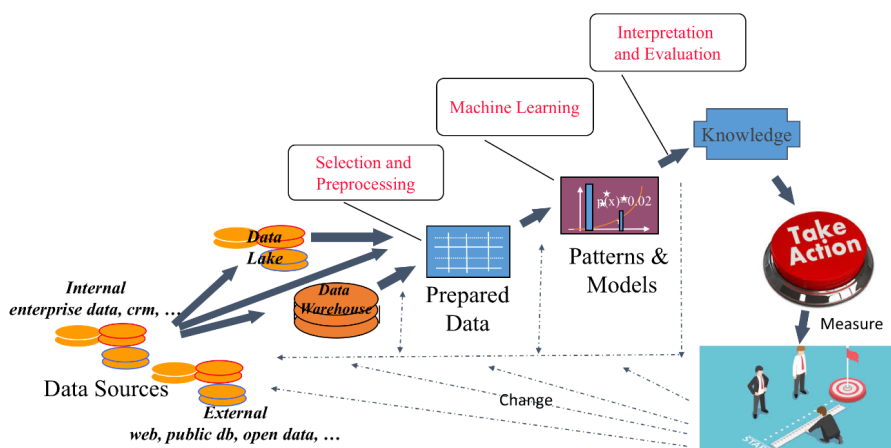 Interpretation
and Evaluation
Machine Learning
Knowledge
Selection and
Preprocessing
p(x)=0.02
Take
Action
Data
Lake
Patterns &
Models
Internal
enterprise data, crm, …
Data
Warehouse
Prepared
Data
Measure
Data Sources
Change
External
web, public db, open data, …
START